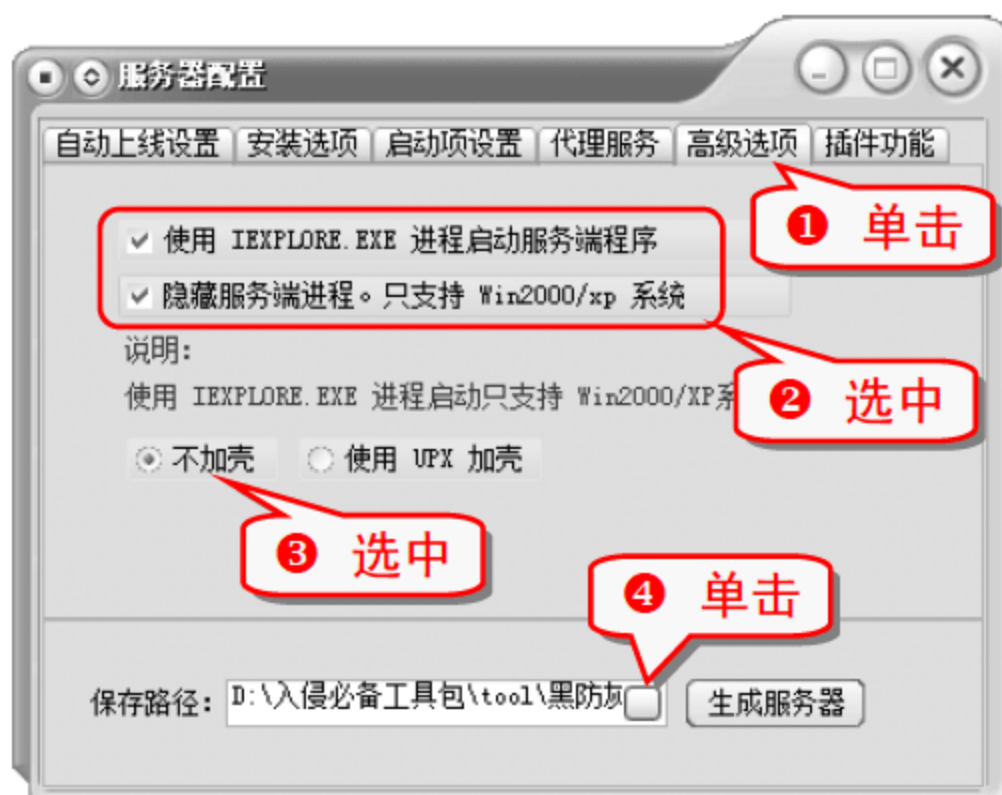 服务器配置
自动上线设置 安装选项 启动项设置 代理服务 高级选项 插件功能
❶ 单击
使用 IEXPLORE.EXE 进程启动服务端程序
隐藏服务端进程。只支持 Win2000/xp 系统
说明:
使用 IEXPLORE.EXE 进程启动只支持 Win2000/XP系
❷ 选中
不加壳 使用 UPX 加壳
❸ 选中
❹ 单击
保存路径: D:\入侵必备工具包\tool\黑防灰 生成服务器